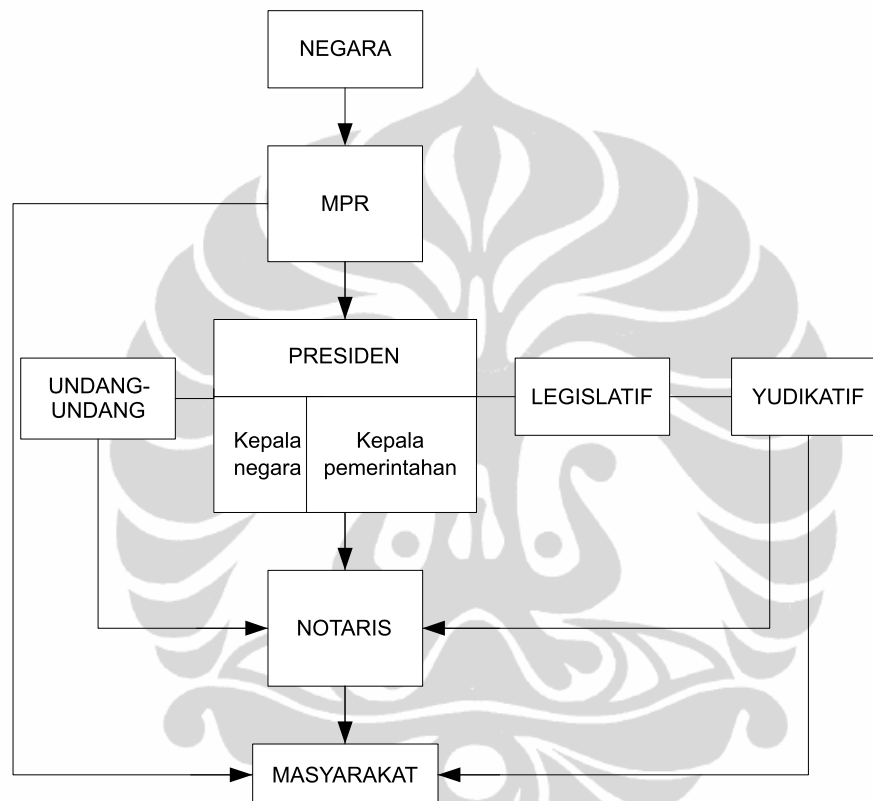 NEGARA
MPR
PRESIDEN
UNDANG-
UNDANG
LEGISLATIF
YUDIKATIF
Kepala
negara
Kepala
pemerintahan
NOTARIS
MASYARAKAT